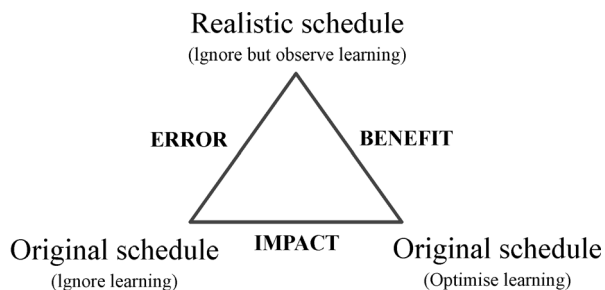 Realistic schedule
(Ignore but observe learning)
ERROR
BENEFIT
Original schedule
(Ignore learning)
IMPACT
Original schedule
(Optimise learning)